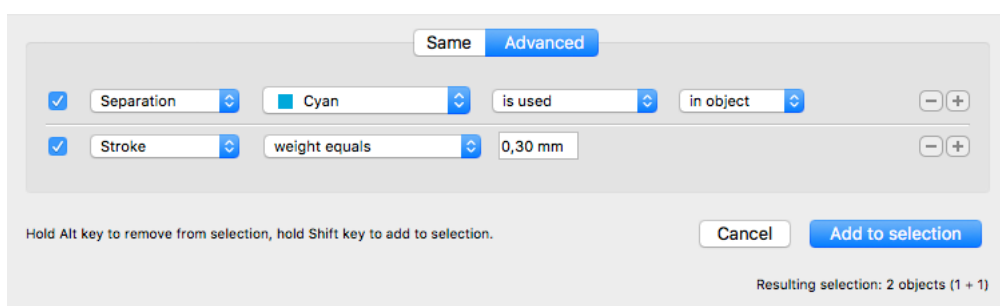 Same Advanced
Separation Cyan is used in object
Stroke weight equals 0,30 mm
Hold Alt key to remove from selection, hold Shift key to add to selection. Cancel Add to selection
Resulting selection: 2 objects (1 + 1)